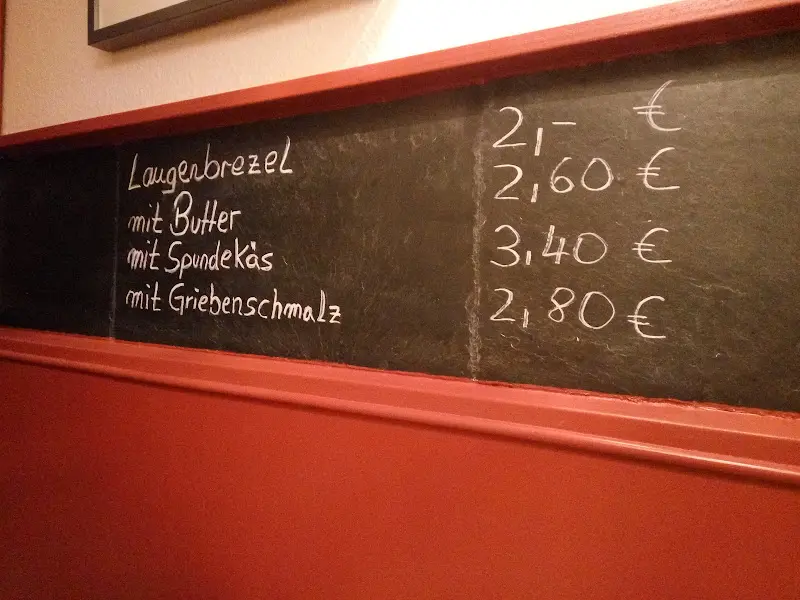 Laugenbrezel 2,- €
mit Butter 2,60 €
mit Spundekäs 3,40 €
mit Griebenschmalz 2,80 €